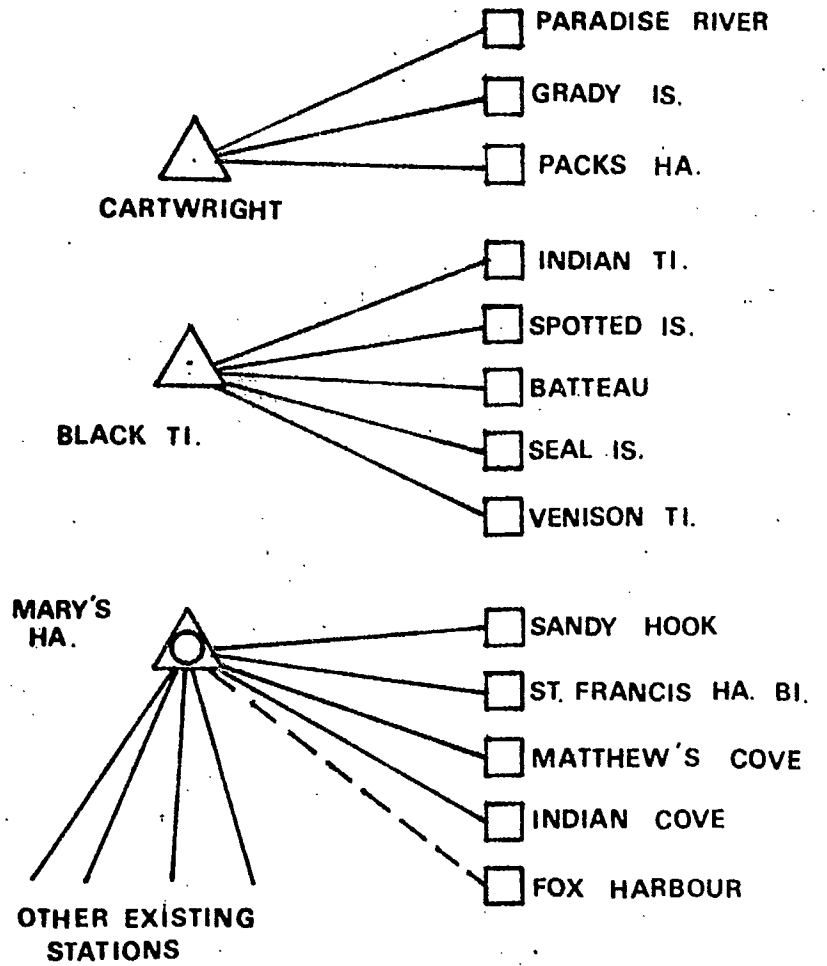 PARADISE RIVER
GRADY IS.
PACKS HA.
CARTWRIGHT
INDIAN TI.
SPOTTED IS.
BATTEAU
SEAL IS.
VENISON TI.
BLACK TI.
MARY'S
HA.
SANDY HOOK
ST. FRANCIS HA. BI.
MATTHEW'S COVE
INDIAN COVE
FOX HARBOUR
OTHER EXISTING
STATIONS